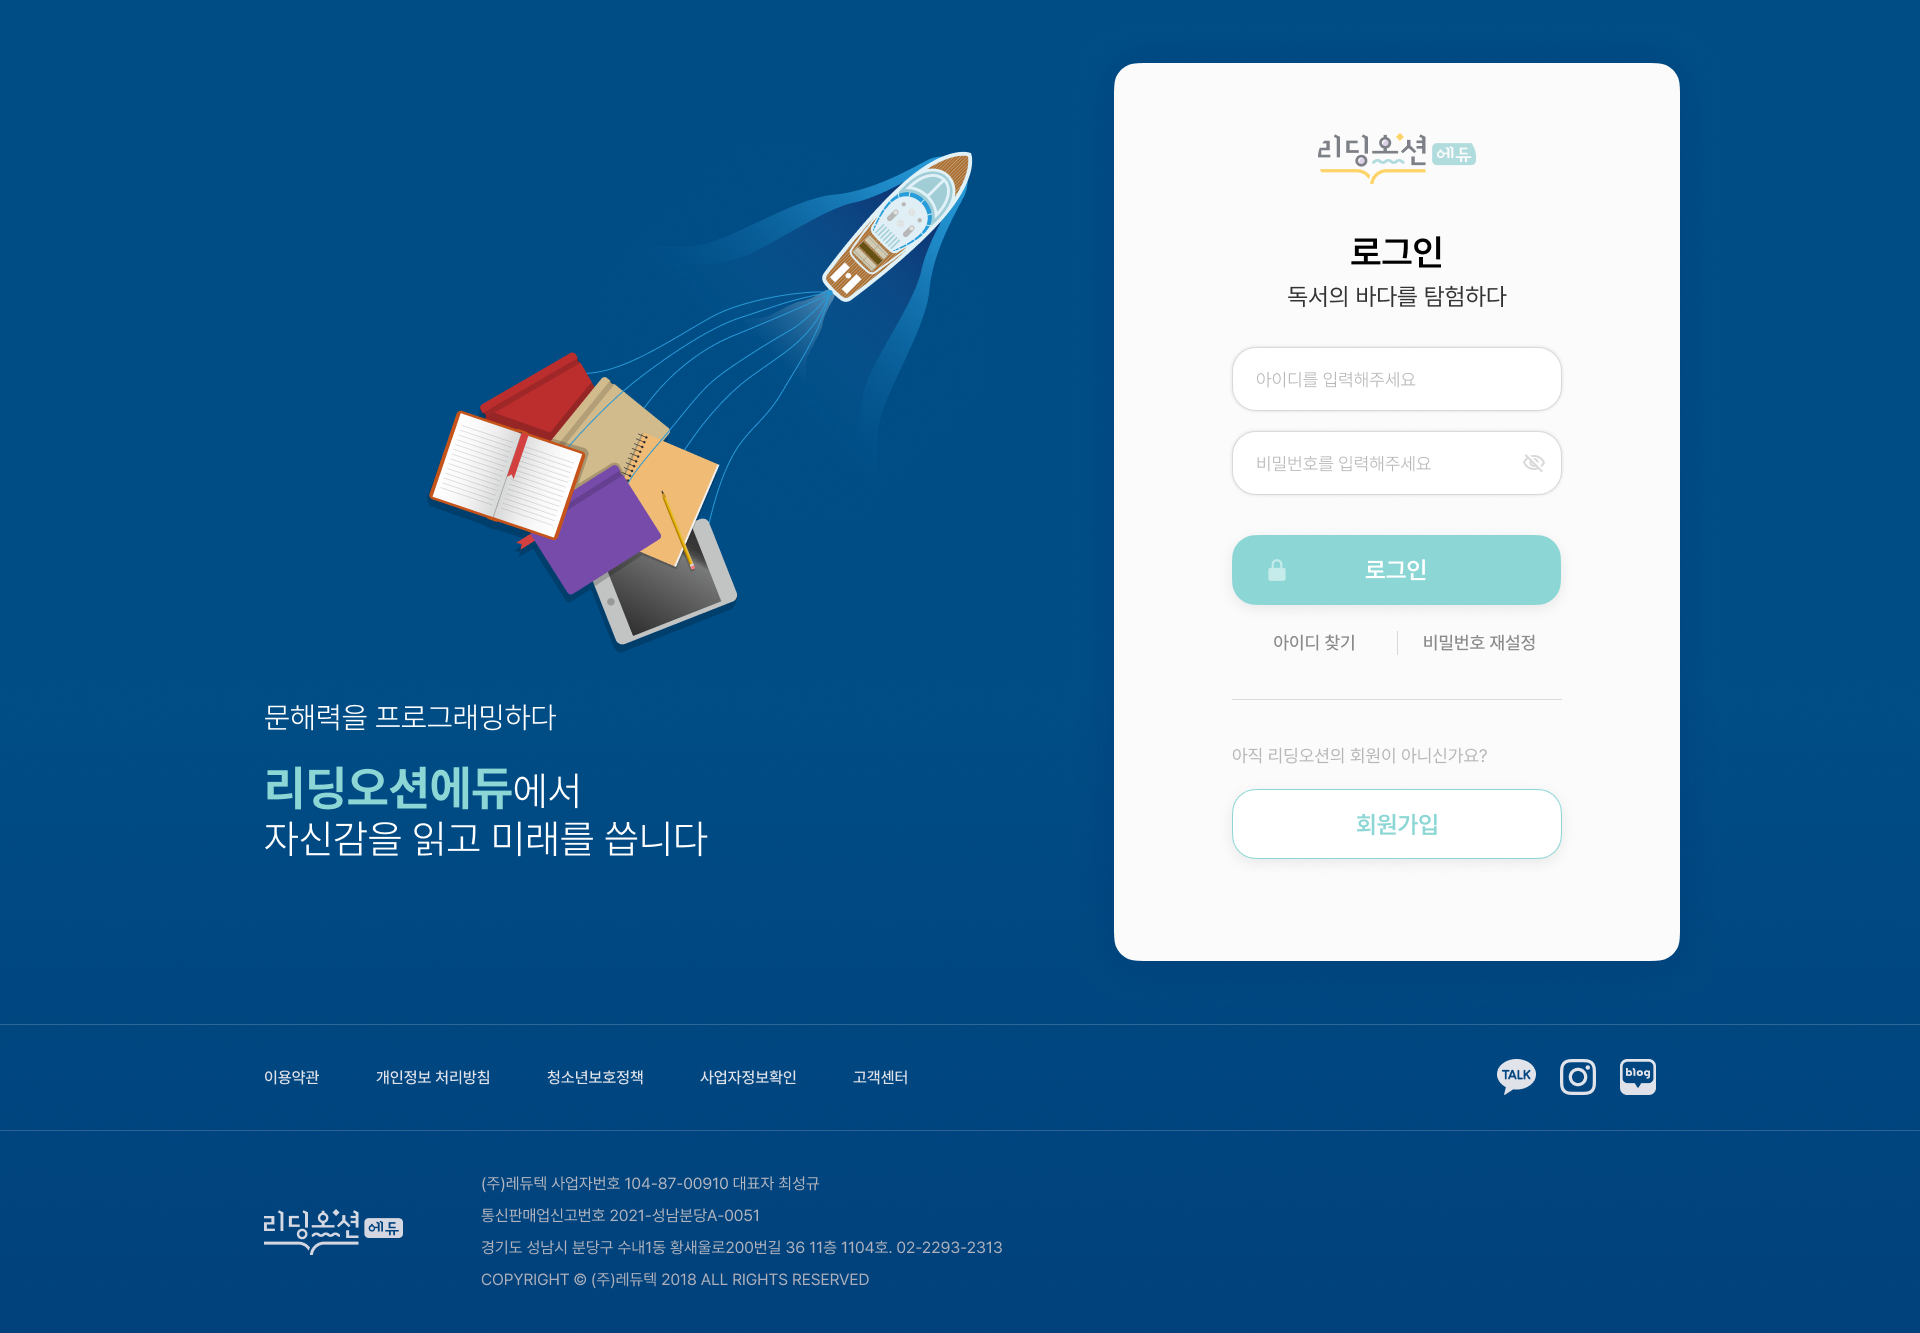 리딩오션 에듀
로그인
독서의 바다를 탐험하다
아이디를 입력해주세요
비밀번호를 입력해주세요
로그인
아이디 찾기
비밀번호 재설정
아직 리딩오션의 회원이 아니신가요?
회원가입
문해력을 프로그래밍하다
리딩오션에듀에서
자신감을 읽고 미래를 씁니다
이용약관
개인정보 처리방침
청소년보호정책
사업자정보확인
고객센터
TALK
blog
리딩오션 에듀
(주)레듀텍 사업자번호 104-87-00910 대표자 최성규
통신판매업신고번호 2021-성남분당A-0051
경기도 성남시 분당구 수내1동 황새울로200번길 36 11층 1104호. 02-2293-2313
COPYRIGHT © (주)레듀텍 2018 ALL RIGHTS RESERVED